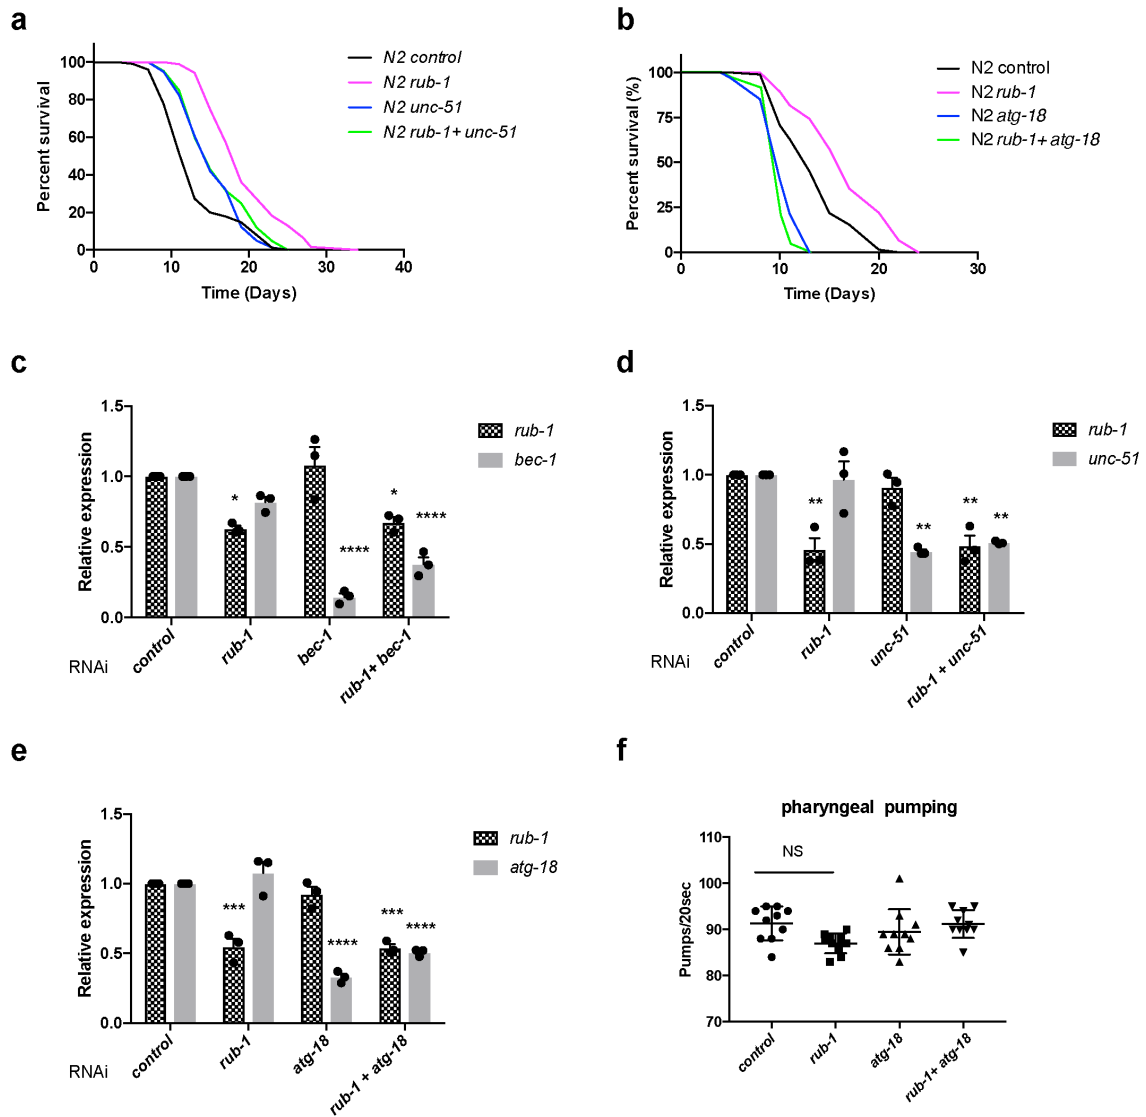 a
Percent survival
100
80
60
40
20
0
0 10 20 30 40
Time (Days)
N2 control
N2 rub-1
N2 unc-51
N2 rub-1+ unc-51
b
Percent survival (%)
100
75
50
25
0
0 10 20 30
Time (Days)
N2 control
N2 rub-1
N2 atg-18
N2 rub-1+ atg-18
c
Relative expression
1.5
1.0
0.5
0.0
rub-1
bec-1
*
****
*
****
RNAi
control
rub-1
bec-1
rub-1+ bec-1
d
Relative expression
1.5
1.0
0.5
0.0
rub-1
unc-51
**
**
**
**
RNAi
control
rub-1
unc-51
rub-1 + unc-51
e
Relative expression
1.5
1.0
0.5
0.0
rub-1
atg-18
***
****
***
****
RNAi
control
rub-1
atg-18
rub-1 + atg-18
f
pharyngeal pumping
Pumps/20sec
110
100
90
80
70
NS
control
rub-1
atg-18
rub-1+ atg-18